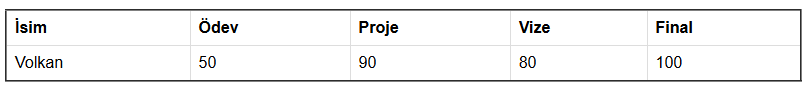 İsim Ödev Proje Vize Final
Volkan 50 90 80 100